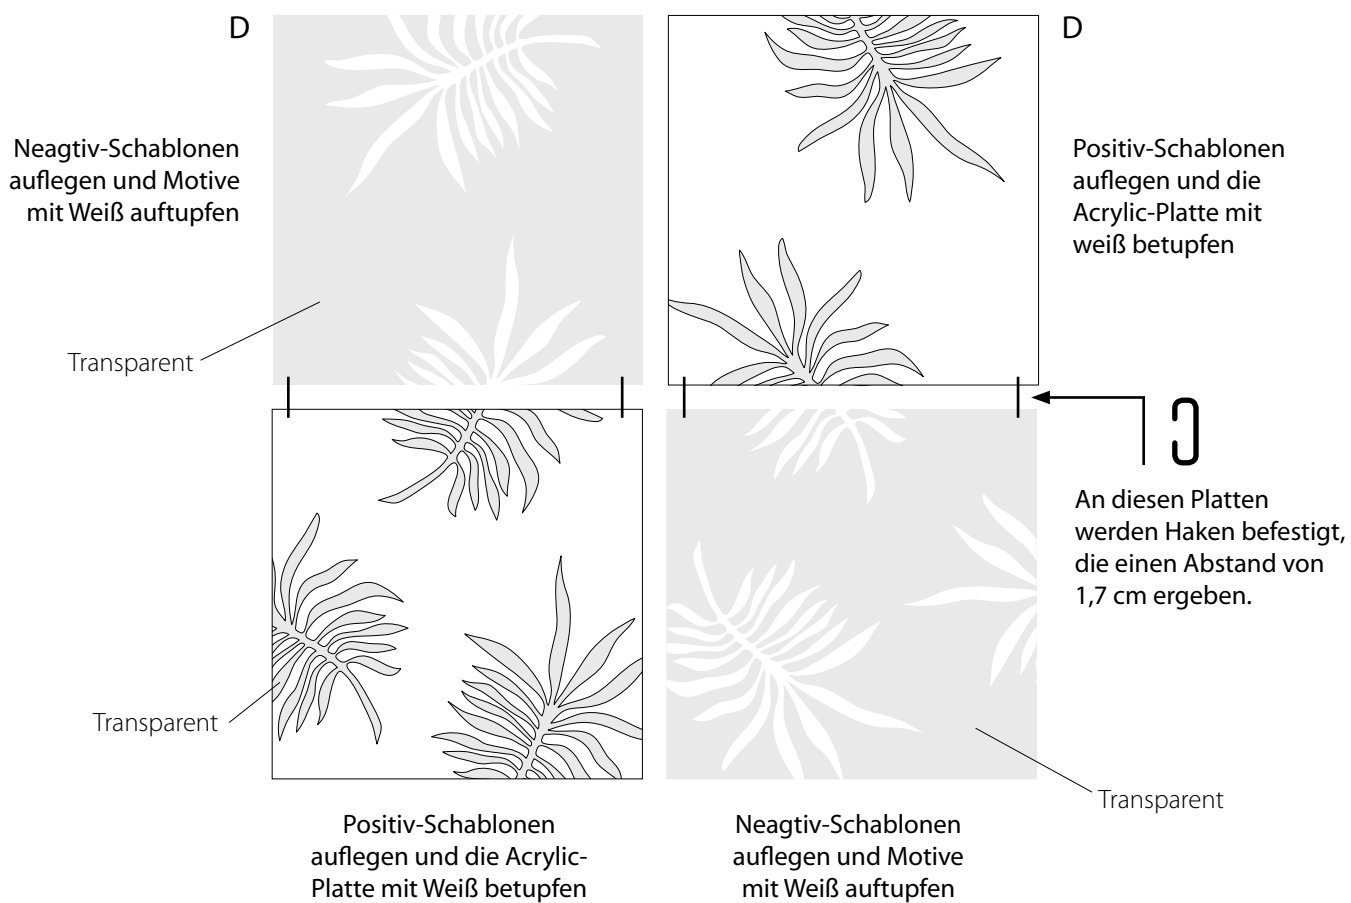 D
D
Neagtiv-Schablonen
auflegen und Motive
mit Weiß auftupfen
Positiv-Schablonen
auflegen und die
Acrylic-Platte mit
weiß betupfen
Transparent
An diesen Platten
werden Haken befestigt,
die einen Abstand von
1,7 cm ergeben.
Transparent
Transparent
Positiv-Schablonen
auflegen und die Acrylic-
Platte mit Weiß betupfen
Neagtiv-Schablonen
auflegen und Motive
mit Weiß auftupfen